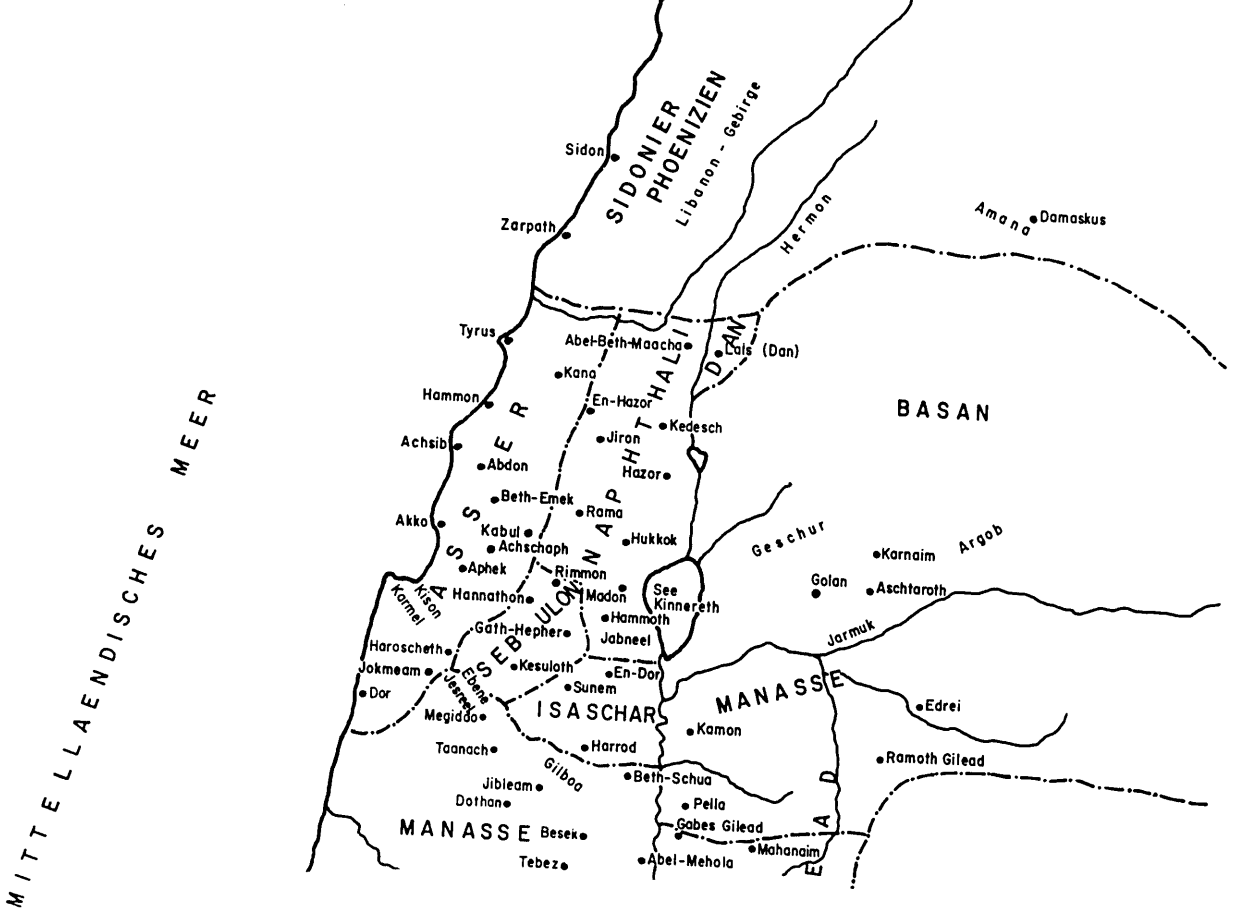 SIDONIER
PHOENIZIEN
Libanon - Gebirge
Sidon
Zarpath
Hermon
Amana
Damaskus
Tyrus
Abel-Beth-Maacha
DAN
Lais (Dan)
Kana
Hammon
En-Hazor
BASAN
Achsib
Jiron
Kedesch
Abdon
Hazor
Beth-Emek
Rama
ASSER
NAPHTHALI
MITTELLAENDISCHES MEER
Akko
Kabul
Hukkok
Geschur
Argob
Achschaph
Karnaim
Aphek
Rimmon
Golan
Aschtaroth
Kison
Karmel
Hannathon
Madon
See
Kinnereth
SEBULON
Hammoth
Gath-Hepher
Jabneel
Jarmuk
Haroscheth
Jokmeam
Kesuloth
En-Dor
Ebene
Jesreel
Sunem
MANASSE
Dor
Megiddo
ISASCHAR
Edrei
Kamon
Taanach
Harrod
Ramoth Gilead
Gilboa
Beth-Schua
Jibleam
Dothan
Pella
MANASSE
Besek
Gabes Gilead
Mahanaim
Tebez
Abel-Mehola
E A D